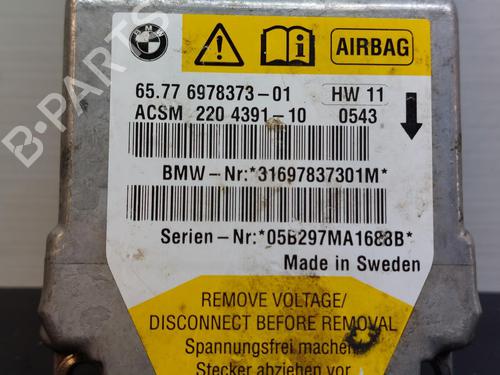 BMW
AIRBAG
65.77 6978373-01 HW 11
ACSM 220 4391-10 0543
BMW-Nr:*31697837301M*
Serien-Nr:*05B297MA1688B*
Made in Sweden
REMOVE VOLTAGE/
DISCONNECT BEFORE REMOVAL
Spannungsfrei machen/
Stecker abziehen vor
B-PARTS